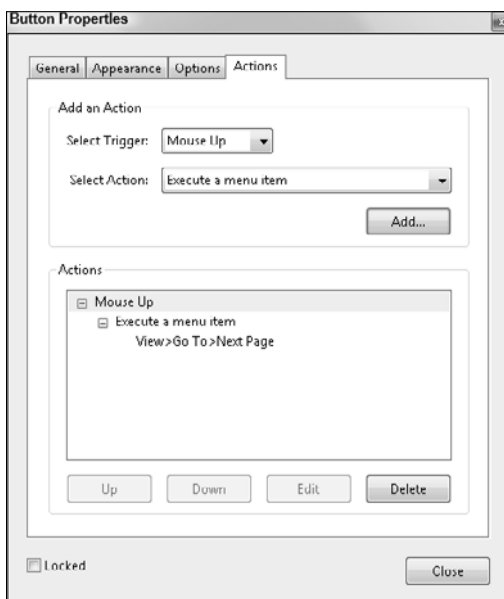 Button Properties
General Appearance Options Actions
Add an Action
Select Trigger: Mouse Up
Select Action: Execute a menu item
Add...
Actions
Mouse Up
Execute a menu item
View>Go To>Next Page
Up Down Edit Delete
Locked Close